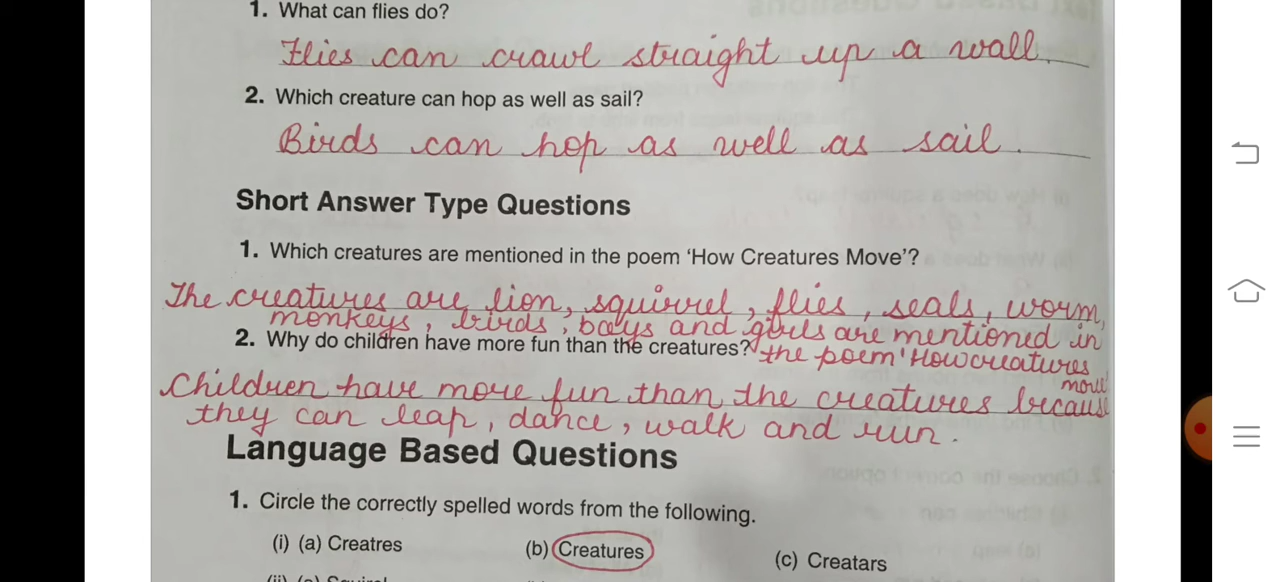 1. What can flies do?
Flies can crawl straight up a wall.
2. Which creature can hop as well as sail?
Birds can hop as well as sail.
Short Answer Type Questions
1. Which creatures are mentioned in the poem ‘How Creatures Move’?
The creatures are lion, squirrel, flies, seals, worm,
monkeys, birds, boys and girls are mentioned in
the poem 'How creatures
move'
2. Why do children have more fun than the creatures?
Children have more fun than the creatures because
they can leap, dance, walk and run.
Language Based Questions
1. Circle the correctly spelled words from the following.
(i) (a) Creatres (b) Creatures (c) Creatars